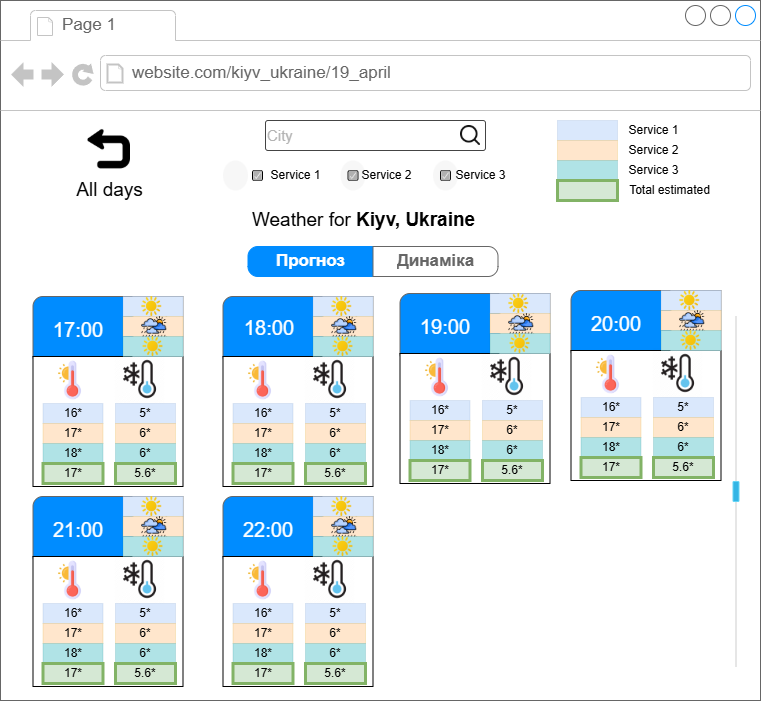 Page 1
website.com/kiyv_ukraine/19_april
All days
City
Service 1
Service 2
Service 3
Service 1
Service 2
Service 3
Total estimated
Weather for Kiyv, Ukraine
Прогноз
Динаміка
17:00
16* 5*
17* 6*
18* 6*
17* 5.6*
18:00
16* 5*
17* 6*
18* 6*
17* 5.6*
19:00
16* 5*
17* 6*
18* 6*
17* 5.6*
20:00
16* 5*
17* 6*
18* 6*
17* 5.6*
21:00
16* 5*
17* 6*
18* 6*
17* 5.6*
22:00
16* 5*
17* 6*
18* 6*
17* 5.6*